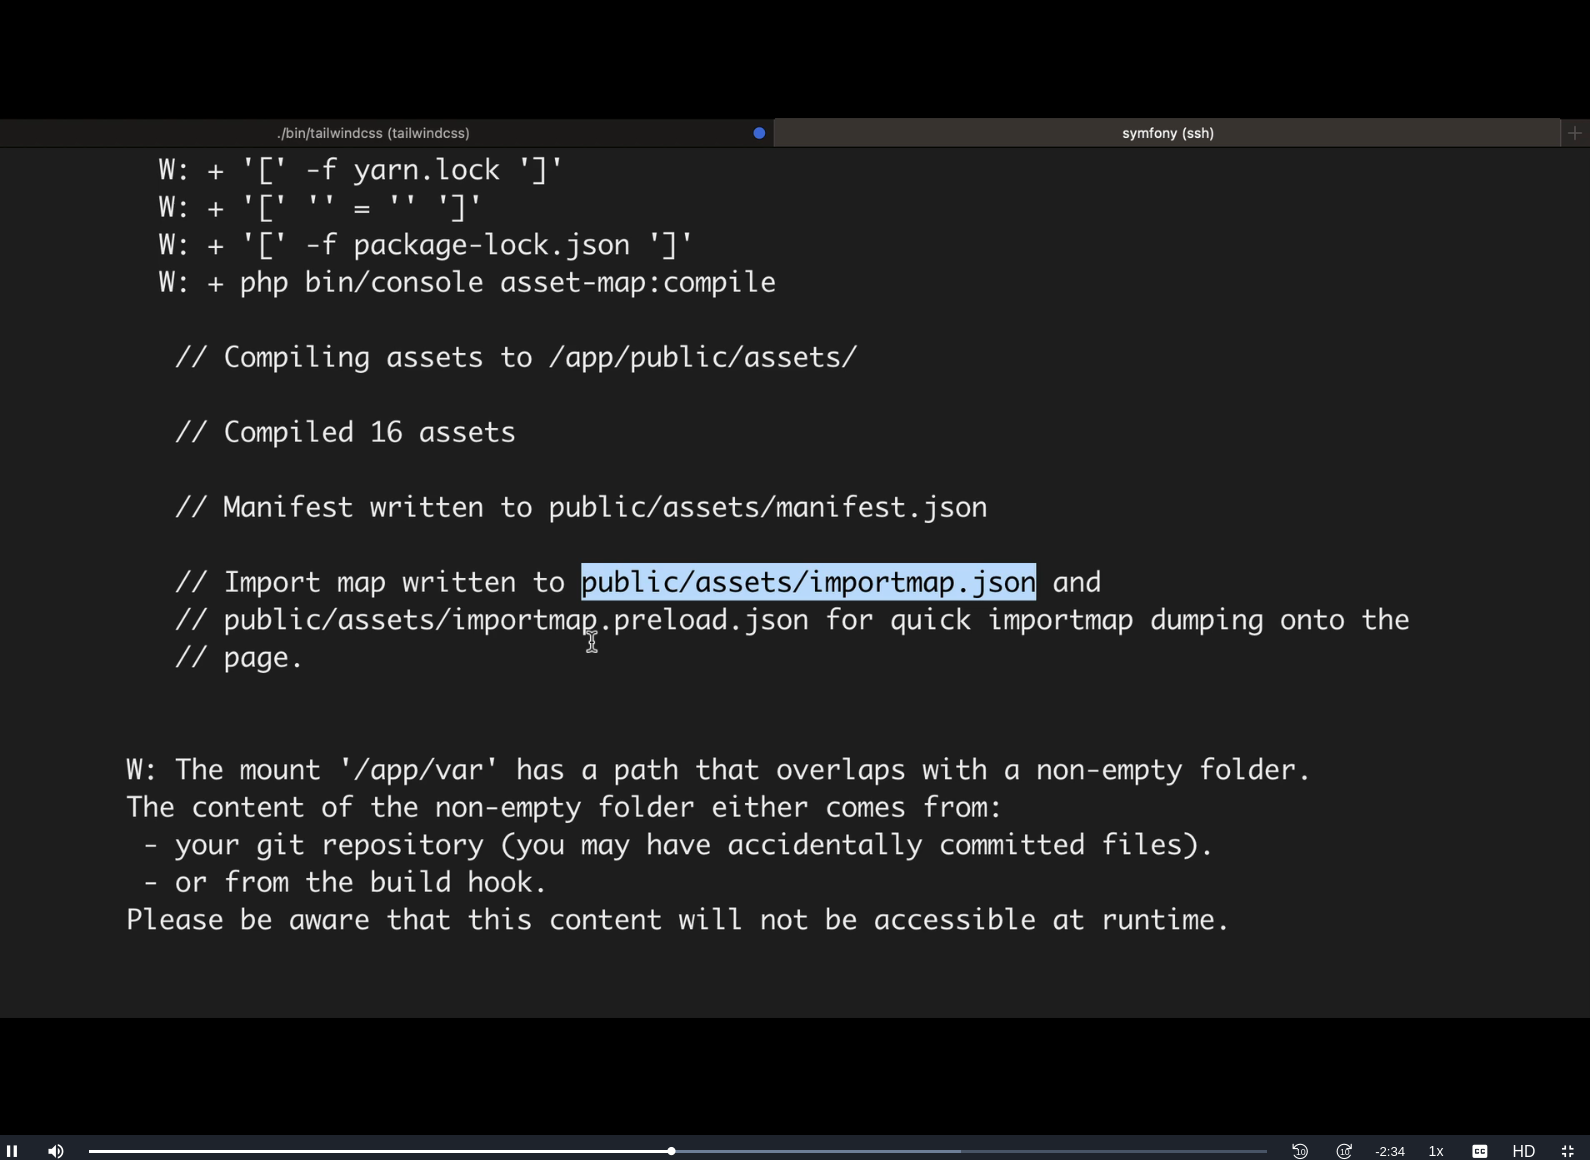 ./bin/tailwindcss (tailwindcss)
symfony (ssh)
W: + '[' -f yarn.lock ']'
W: + '[' '' = '' ']'
W: + '[' -f package-lock.json ']'
W: + php bin/console asset-map:compile
// Compiling assets to /app/public/assets/
// Compiled 16 assets
// Manifest written to public/assets/manifest.json
// Import map written to public/assets/importmap.json and
// public/assets/importmap.preload.json for quick importmap dumping onto the
// page.
W: The mount '/app/var' has a path that overlaps with a non-empty folder.
The content of the non-empty folder either comes from:
- your git repository (you may have accidentally committed files).
- or from the build hook.
Please be aware that this content will not be accessible at runtime.
10 10 -2:34 1x CC HD